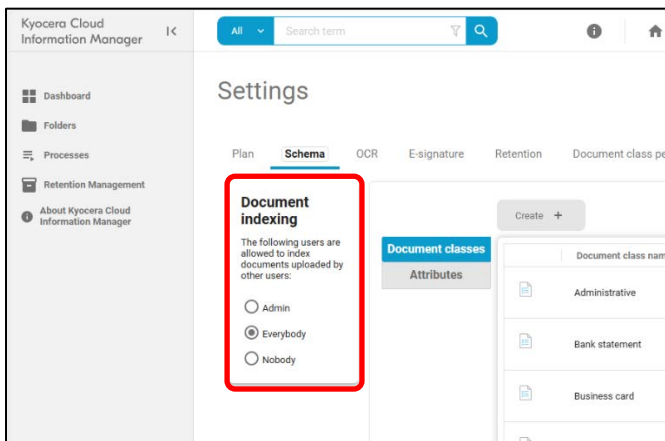 Kyocera Cloud
Information Manager
All
Search term
Dashboard
Folders
Processes
Retention Management
About Kyocera Cloud
Information Manager
Settings
Plan
Schema
OCR
E-signature
Retention
Document class pe
Document
indexing
The following users are
allowed to index
documents uploaded by
other users:
Admin
Everybody
Nobody
Document classes
Attributes
Create +
Document class nam
Administrative
Bank statement
Business card